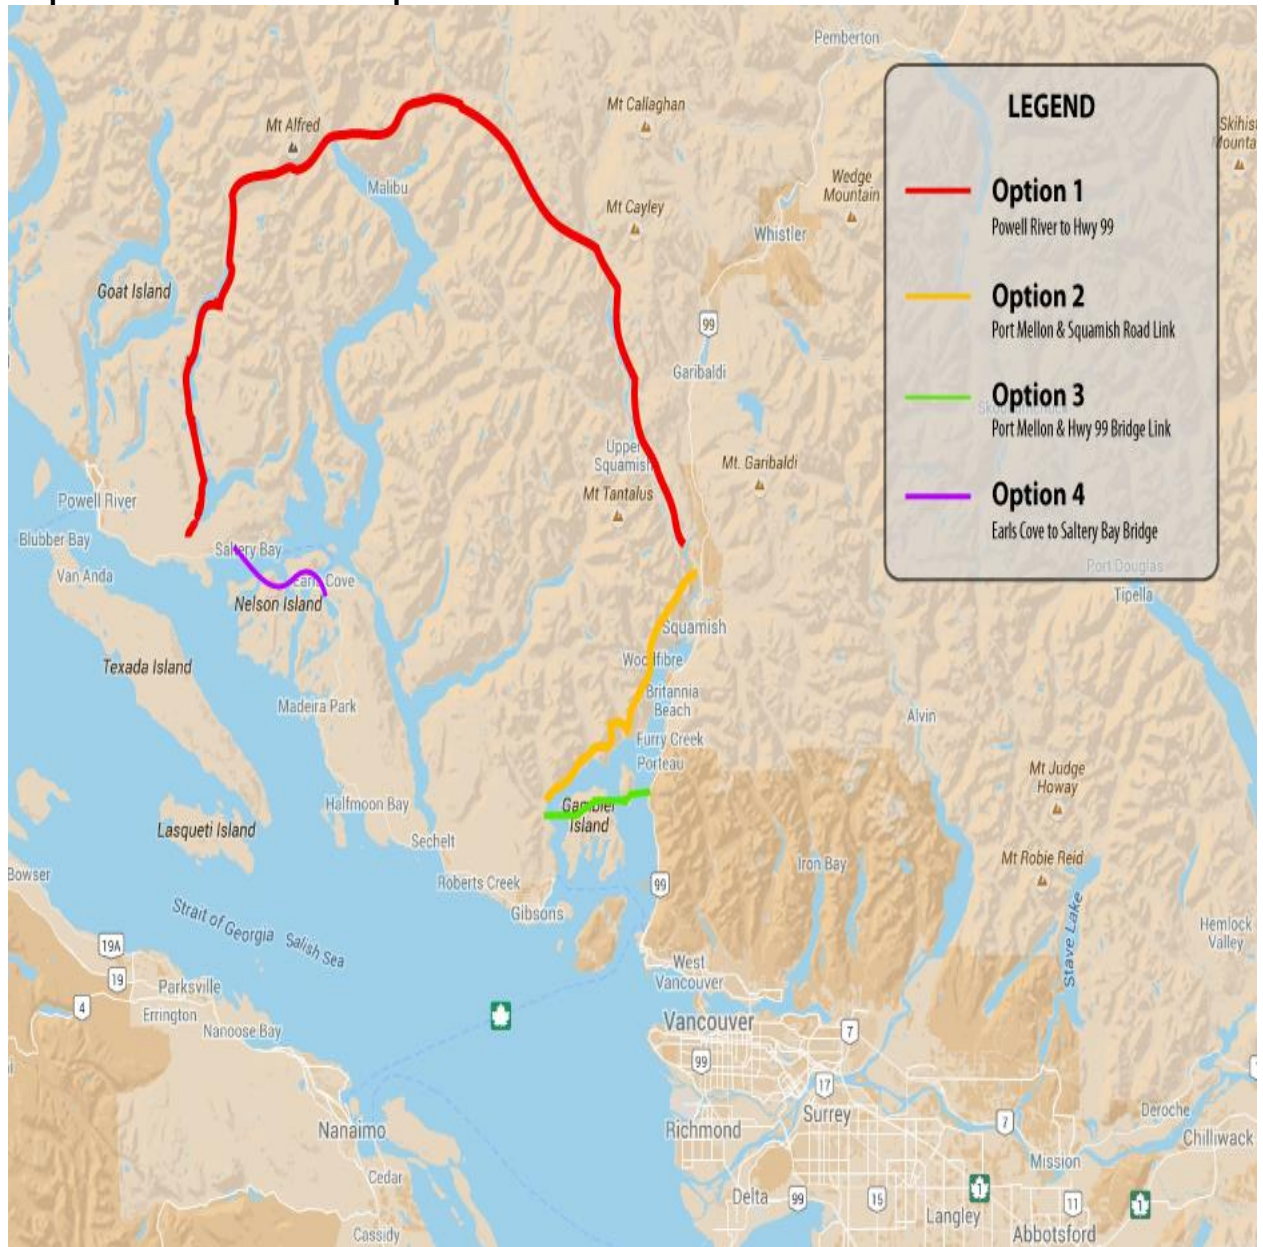 Pemberton
LEGEND
Mt Callaghan
Mt Alfred
Malibu
Wedge
Mountain
Mt Cayley
Whistler
Option 1
Powell River to Hwy 99
Goat Island
Option 2
Port Mellon & Squamish Road Link
99
Garibaldi
Option 3
Port Mellon & Hwy 99 Bridge Link
Upper
Squamish
Mt. Garibaldi
Mt Tantalus
Option 4
Earls Cove to Saltery Bay Bridge
Powell River
Blubber Bay
Saltery Bay
Van Anda
Earls Cove
Nelson Island
Port Douglas
Tipella
Squamish
Woodfibre
Texada Island
Britannia
Beach
Madeira Park
Alvin
Furry Creek
Porteau
Mt Judge
Howay
Gambier
Island
Halfmoon Bay
Lasqueti Island
Sechelt
Mt Robie Reid
Iron Bay
Bowser
Roberts Creek
99
Gibsons
Stave Lake
Strait of Georgia
Salish Sea
Hemlock
Valley
19A
19
4
Parksville
Errington
Nanoose Bay
West
Vancouver
Vancouver
7
99
17
Surrey
Nanaimo
Richmond
7
Deroche
Chilliwack
Mission
Cedar
Delta
99
15
1
11
1
Langley
Abbotsford
Cassidy